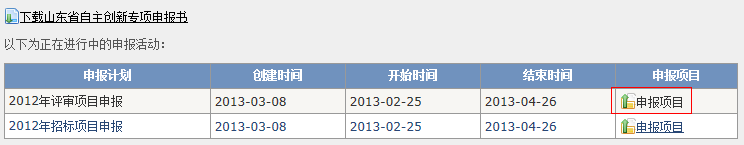 下载山东省自主创新专项申报书
以下为正在进行中的申报活动:
申报计划 创建时间 开始时间 结束时间 申报项目
2012年评审项目申报 2013-03-08 2013-02-25 2013-04-26 申报项目
2012年招标项目申报 2013-03-08 2013-02-25 2013-04-26 申报项目